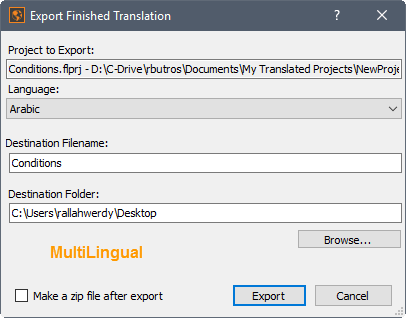 Export Finished Translation
Project to Export:
Conditions.flprj - D:\C-Drive\rbutros\Documents\My Translated Projects\NewProje
Language:
Arabic
Destination Filename:
Conditions
Destination Folder:
C:\Users\rallahwerdy\Desktop
Browse...
MultiLingual
Make a zip file after export
Export
Cancel